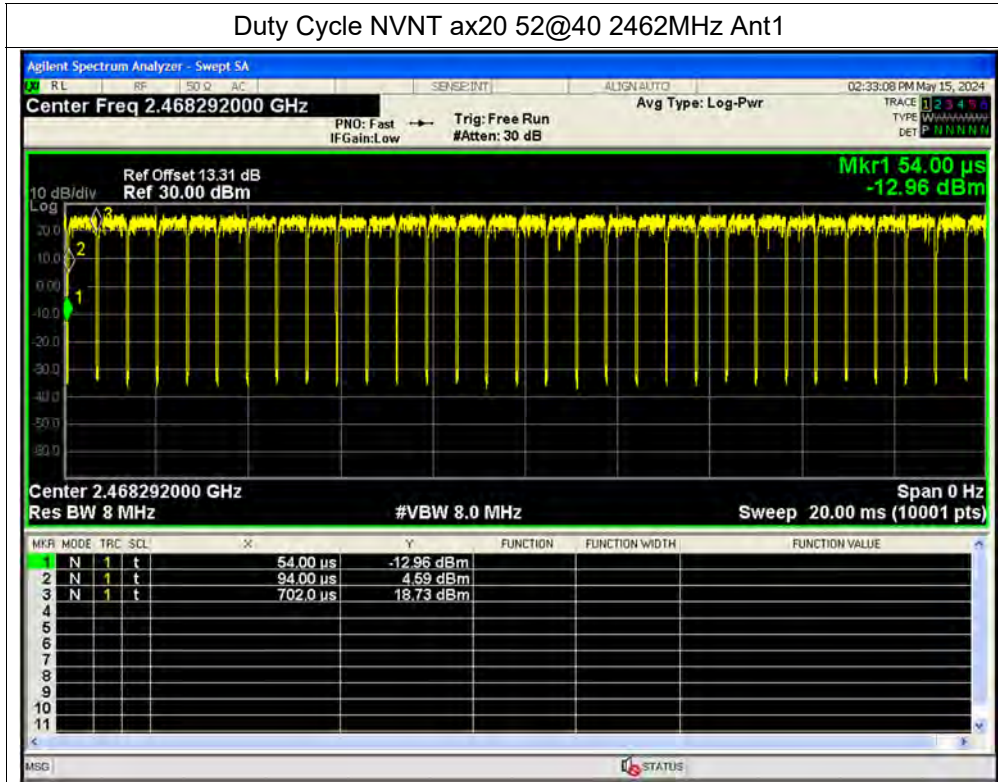 Duty Cycle NVNT ax20 52@40 2462MHz Ant1
Agilent Spectrum Analyzer - Swept SA
RL RF 50 Ω AC SENSE:INT ALIGN AUTO 02:33:08 PM May 15, 2024
Center Freq 2.468292000 GHz Avg Type: Log-Pwr TRACE 1 2 3 4 5 6
PNO: Fast Trig: Free Run TYPE WWWWWW
IFGain:Low #Atten: 30 dB DET P N N N N N
Mkr1 54.00 µs
Ref Offset 13.31 dB
10 dB/div Ref 30.00 dBm -12.96 dBm
Log
3
20.0
2
10.0
0.00
1
-10.0
-20.0
-30.0
-40.0
-50.0
-60.0
Center 2.468292000 GHz Span 0 Hz
Res BW 8 MHz #VBW 8.0 MHz Sweep 20.00 ms (10001 pts)
MKR MODE TRC SCL X Y FUNCTION FUNCTION WIDTH FUNCTION VALUE
1 N 1 t 54.00 µs -12.96 dBm
2 N 1 t 94.00 µs 4.59 dBm
3 N 1 t 702.0 µs 18.73 dBm
4
5
6
7
8
9
10
11
MSG STATUS